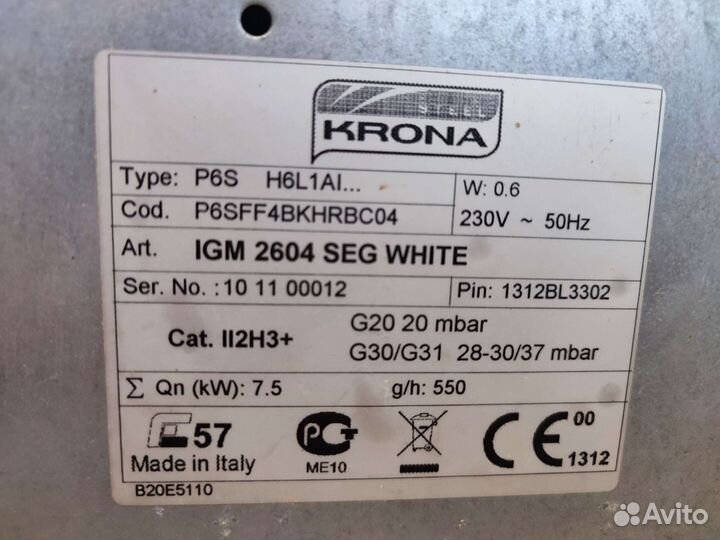 STEEL
KRONA
Type: P6S H6L1AI...
W: 0.6
Cod. P6SFF4BKHRBC04
230V ~ 50Hz
Art. IGM 2604 SEG WHITE
Ser. No. :10 11 00012
Pin: 1312BL3302
Cat. II2H3+
G20 20 mbar
G30/G31 28-30/37 mbar
∑ Qn (kW): 7.5
g/h: 550
57
Made in Italy
PCT
ME10
CE
00
1312
B20E5110
Avito